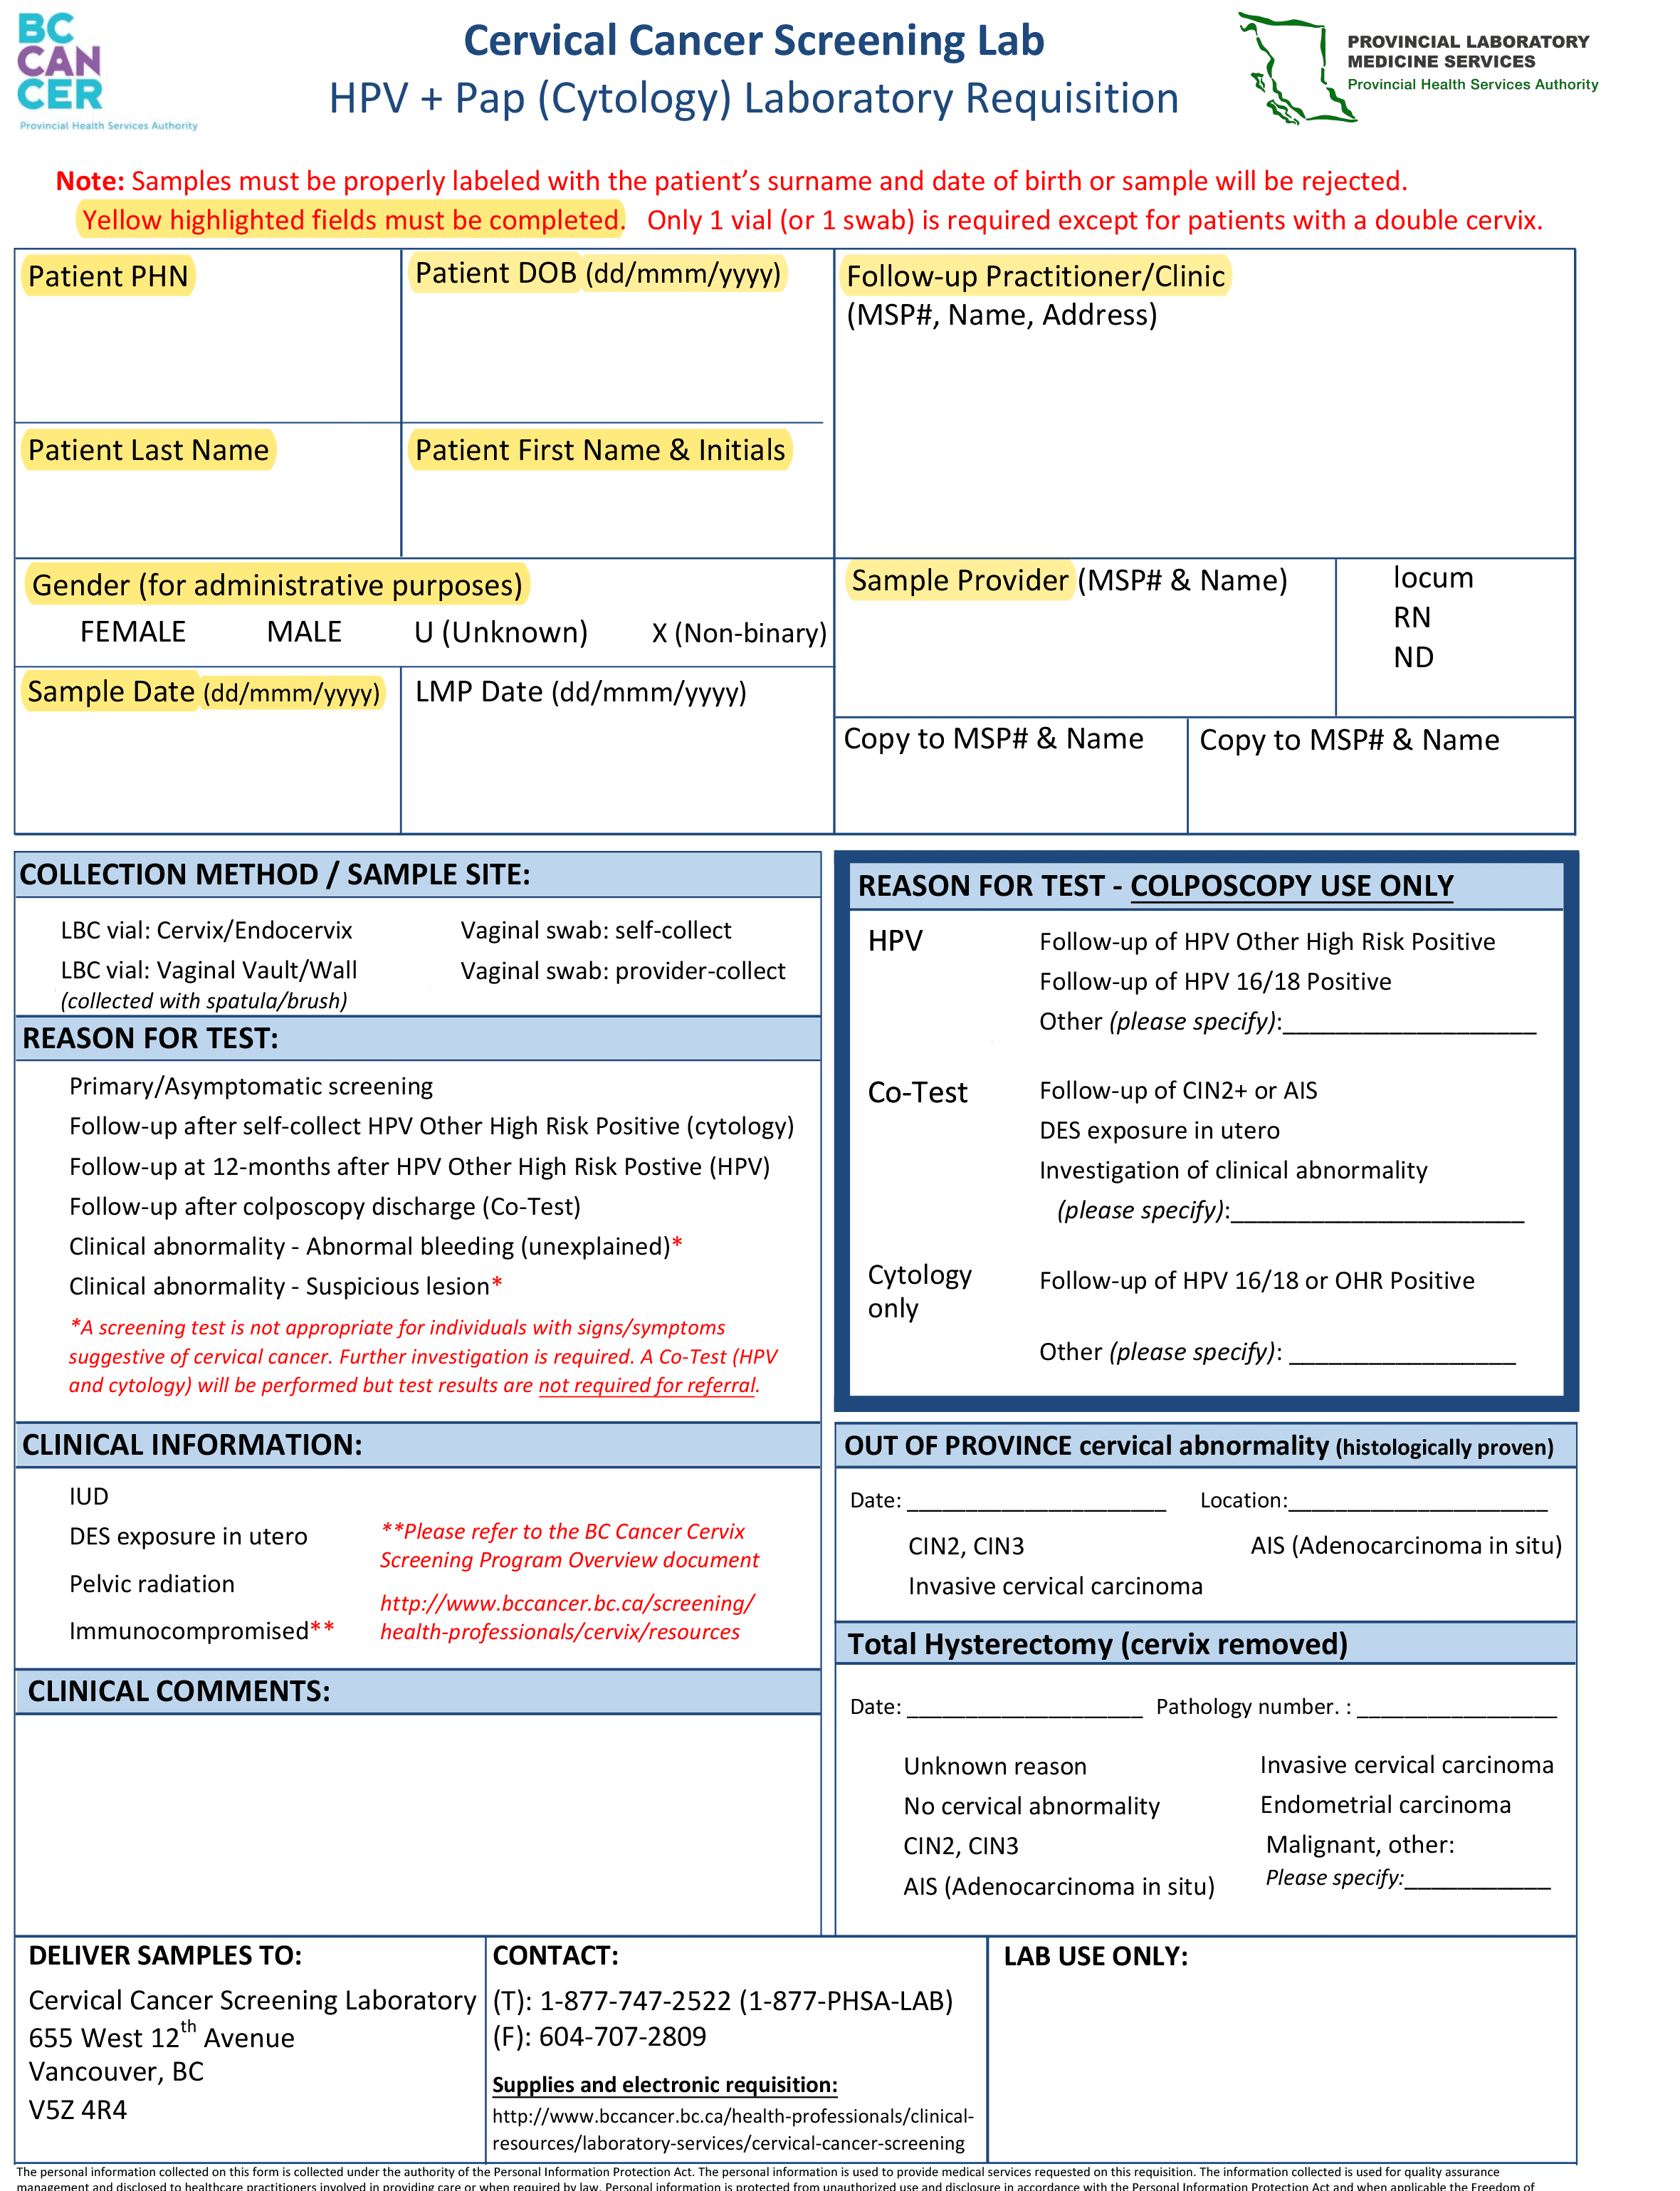 BC
CAN
CER
Provincial Health Services Authority
Cervical Cancer Screening Lab
HPV + Pap (Cytology) Laboratory Requisition
PROVINCIAL LABORATORY
MEDICINE SERVICES
Provincial Health Services Authority
Note: Samples must be properly labeled with the patient's surname and date of birth or sample will be rejected.
Yellow highlighted fields must be completed. Only 1 vial (or 1 swab) is required except for patients with a double cervix.
Patient PHN
Patient DOB (dd/mmm/yyyy)
Follow-up Practitioner/Clinic
(MSP#, Name, Address)
Patient Last Name
Patient First Name & Initials
Gender (for administrative purposes)
FEMALE MALE U (Unknown) X (Non-binary)
Sample Provider (MSP# & Name)
locum
RN
ND
Sample Date (dd/mmm/yyyy)
LMP Date (dd/mmm/yyyy)
Copy to MSP# & Name
Copy to MSP# & Name
COLLECTION METHOD / SAMPLE SITE:
LBC vial: Cervix/Endocervix Vaginal swab: self-collect
LBC vial: Vaginal Vault/Wall Vaginal swab: provider-collect
(collected with spatula/brush)
REASON FOR TEST:
Primary/Asymptomatic screening
Follow-up after self-collect HPV Other High Risk Positive (cytology)
Follow-up at 12-months after HPV Other High Risk Postive (HPV)
Follow-up after colposcopy discharge (Co-Test)
Clinical abnormality - Abnormal bleeding (unexplained)*
Clinical abnormality - Suspicious lesion*
*A screening test is not appropriate for individuals with signs/symptoms
suggestive of cervical cancer. Further investigation is required. A Co-Test (HPV
and cytology) will be performed but test results are not required for referral.
REASON FOR TEST - COLPOSCOPY USE ONLY
HPV Follow-up of HPV Other High Risk Positive
Follow-up of HPV 16/18 Positive
Other (please specify):___________________
Co-Test Follow-up of CIN2+ or AIS
DES exposure in utero
Investigation of clinical abnormality
(please specify):______________________
Cytology
only
Follow-up of HPV 16/18 or OHR Positive
Other (please specify): _________________
CLINICAL INFORMATION:
IUD
DES exposure in utero
Pelvic radiation
Immunocompromised**
**Please refer to the BC Cancer Cervix
Screening Program Overview document
http://www.bccancer.bc.ca/screening/
health-professionals/cervix/resources
CLINICAL COMMENTS:
OUT OF PROVINCE cervical abnormality (histologically proven)
Date: ______________________ Location:______________________
CIN2, CIN3 AIS (Adenocarcinoma in situ)
Invasive cervical carcinoma
Total Hysterectomy (cervix removed)
Date: ____________________ Pathology number. : _________________
Unknown reason Invasive cervical carcinoma
No cervical abnormality Endometrial carcinoma
CIN2, CIN3 Malignant, other:
AIS (Adenocarcinoma in situ) Please specify:____________
DELIVER SAMPLES TO:
Cervical Cancer Screening Laboratory
655 West 12th Avenue
Vancouver, BC
V5Z 4R4
CONTACT:
(T): 1-877-747-2522 (1-877-PHSA-LAB)
(F): 604-707-2809
Supplies and electronic requisition:
http://www.bccancer.bc.ca/health-professionals/clinical-
resources/laboratory-services/cervical-cancer-screening
LAB USE ONLY:
The personal information collected on this form is collected under the authority of the Personal Information Protection Act. The personal information is used to provide medical services requested on this requisition. The information collected is used for quality assurance
management and disclosed to healthcare practitioners involved in providing care or when required by law. Personal information is protected from unauthorized use and disclosure in accordance with the Personal Information Protection Act and when applicable the Freedom of